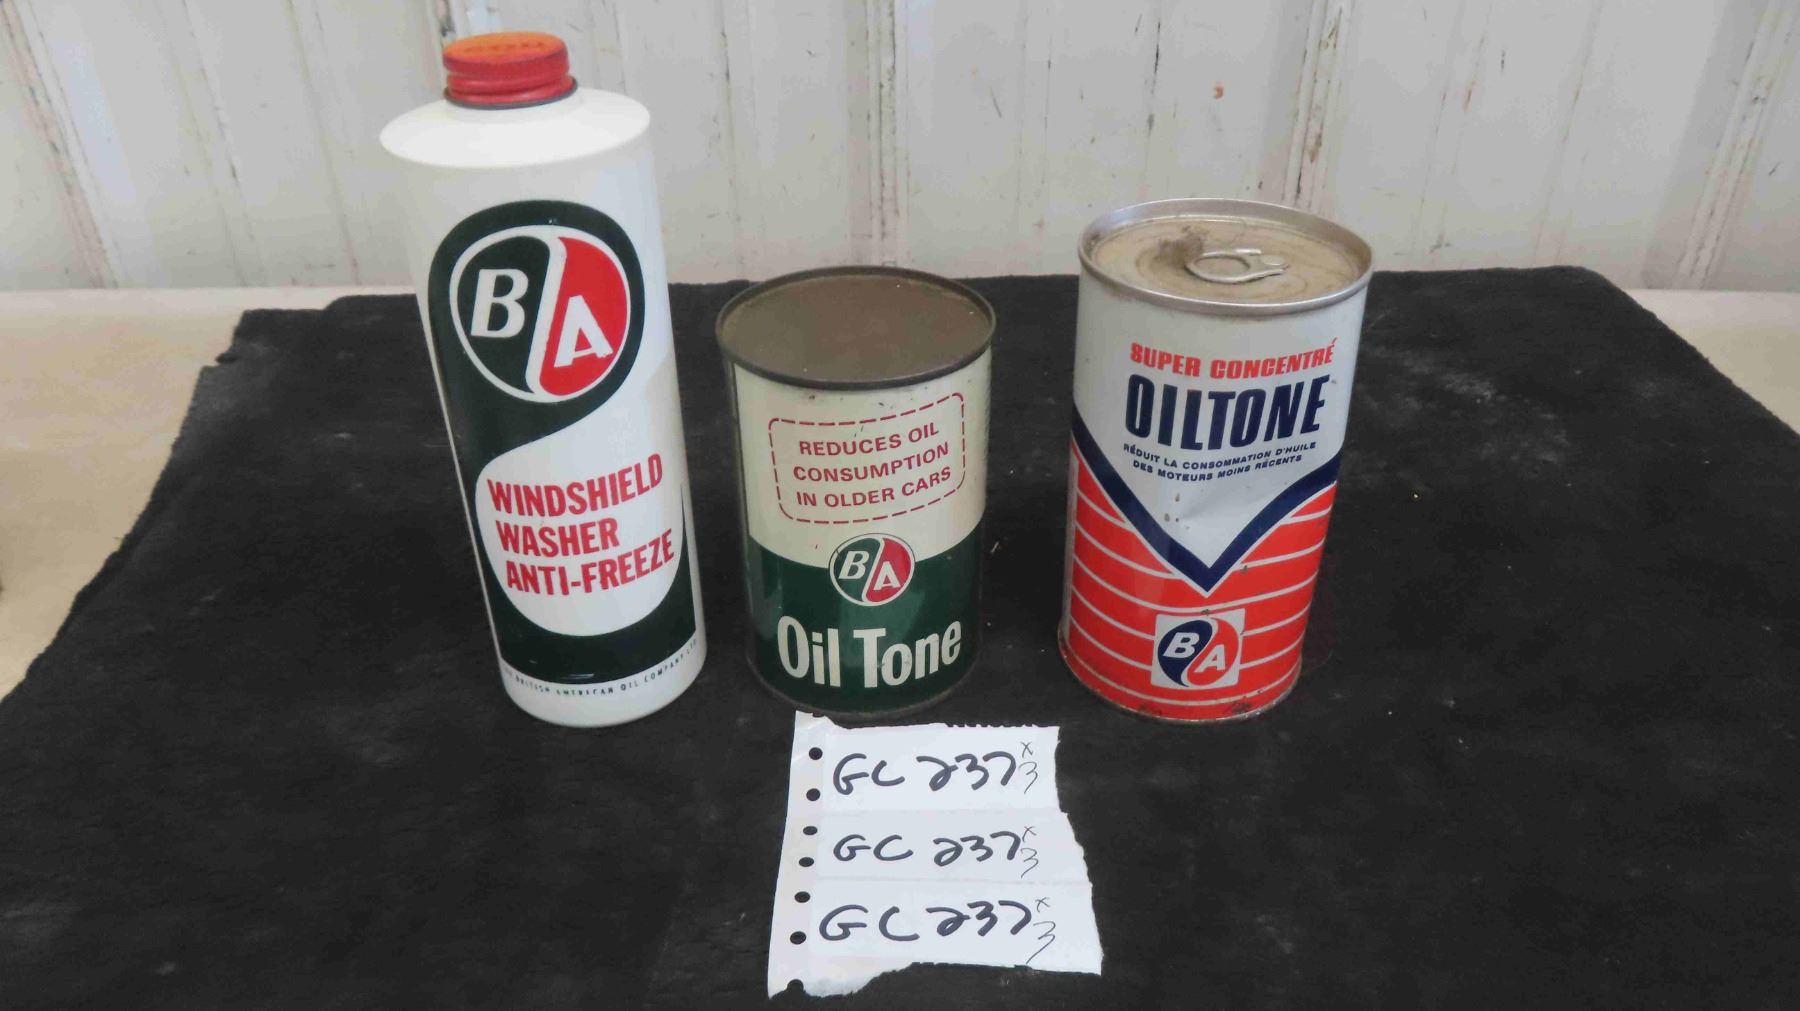 BA
WINDSHIELD
WASHER
ANTI-FREEZE
BRITISH AMERICAN OIL COMPANY LTD
REDUCES OIL
CONSUMPTION
IN OLDER CARS
BA
Oil Tone
SUPER CONCENTRÉ
OILTONE
RÉDUIT LA CONSOMMATION D'HUILE
DES MOTEURS MOINS RÉCENTS
BA
GC 237 x3
GC 237 x3
GC 237 x3